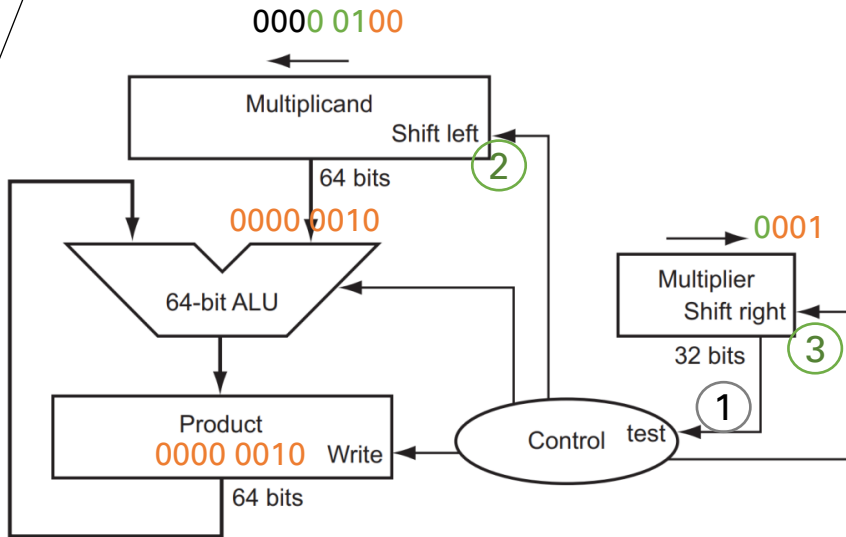 0000 0100
Multiplicand
Shift left
2
64 bits
0000 0010
0001
64-bit ALU
Multiplier
Shift right
3
32 bits
1
Product
0000 0010
Write
Control
test
64 bits